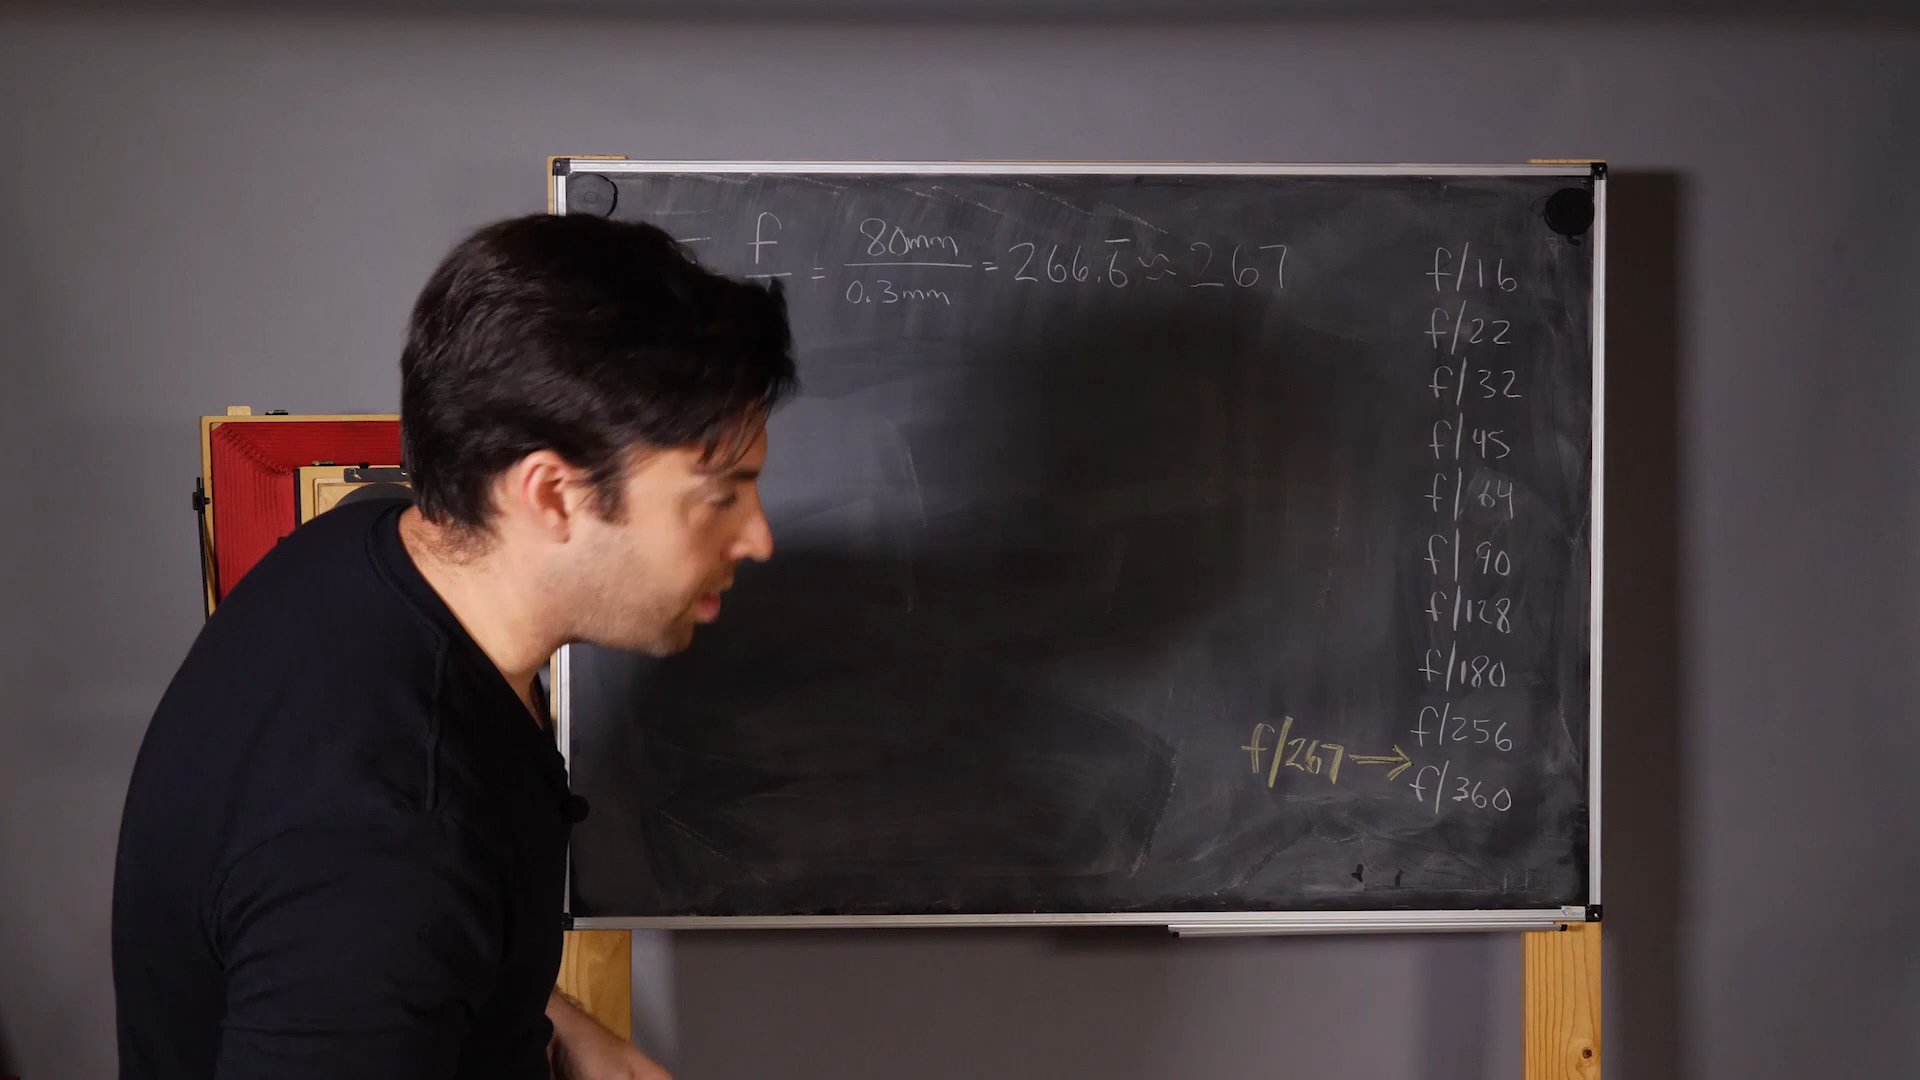 f = 80mm / 0.3mm = 266.6̅ ≈ 267
f/16
f/22
f/32
f/45
f/64
f/90
f/128
f/180
f/256
f/267 →
f/360